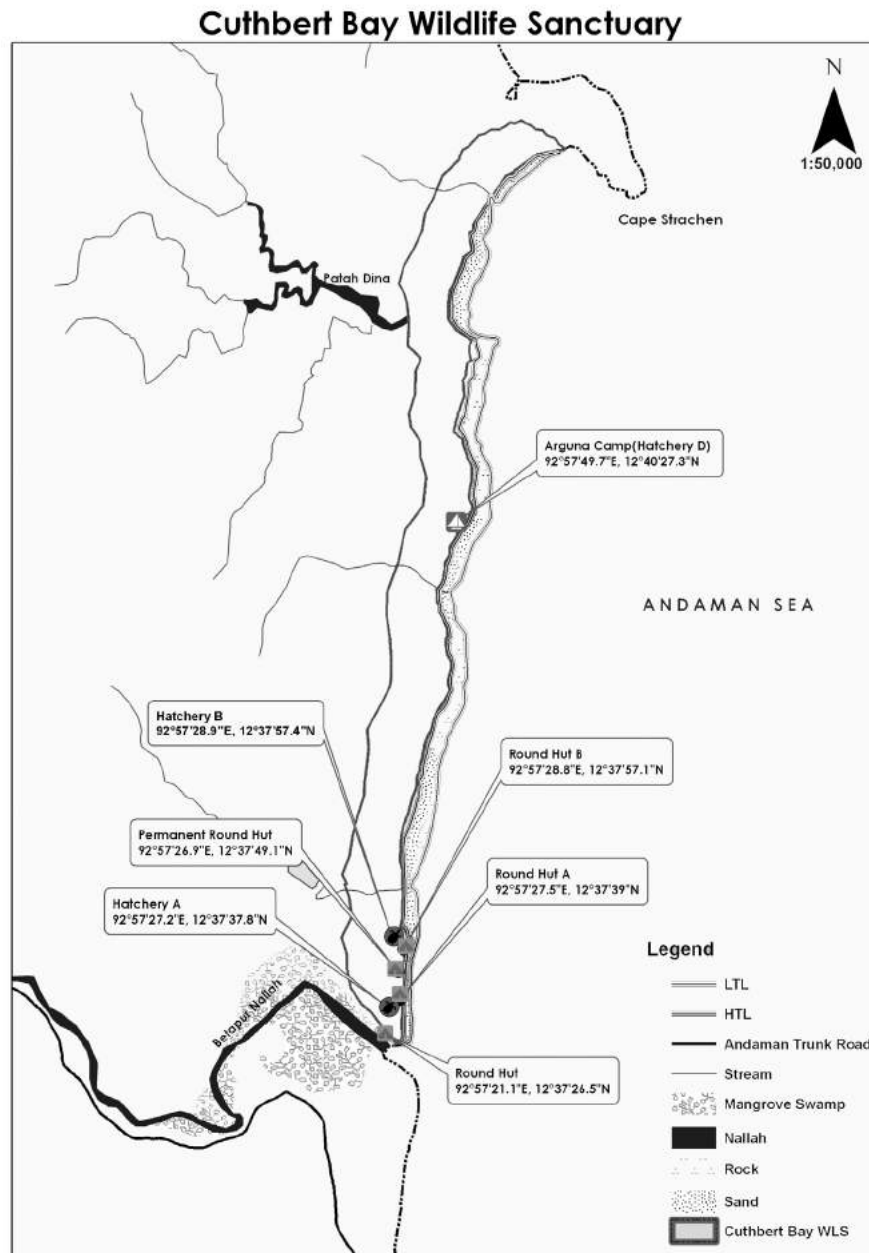 Cuthbert Bay Wildlife Sanctuary
N
1:50,000
Cape Strachen
Patah Dina
Arguna Camp(Hatchery D)
92°57'49.7"E, 12°40'27.3"N
ANDAMAN SEA
Hatchery B
92°57'28.9"E, 12°37'57.4"N
Round Hut B
92°57'28.8"E, 12°37'57.1"N
Permanent Round Hut
92°57'26.9"E, 12°37'49.1"N
Round Hut A
92°57'27.5"E, 12°37'39"N
Hatchery A
92°57'27.2"E, 12°37'37.8"N
Betapur Nallah
Round Hut
92°57'21.1"E, 12°37'26.5"N
Legend
LTL
HTL
Andaman Trunk Road
Stream
Mangrove Swamp
Nallah
Rock
Sand
Cuthbert Bay WLS